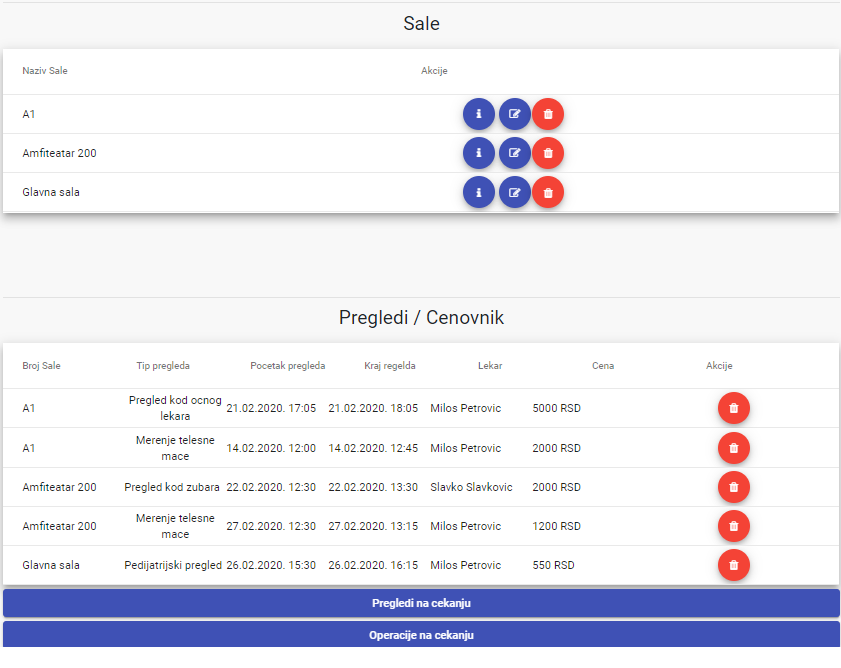 Sale
Naziv Sale Akcije
A1
Amfiteatar 200
Glavna sala
Pregledi / Cenovnik
Broj Sale Tip pregleda Pocetak pregleda Kraj regelda Lekar Cena Akcije
A1 Pregled kod ocnog lekara 21.02.2020. 17:05 21.02.2020. 18:05 Milos Petrovic 5000 RSD
A1 Merenje telesne mace 14.02.2020. 12:00 14.02.2020. 12:45 Milos Petrovic 2000 RSD
Amfiteatar 200 Pregled kod zubara 22.02.2020. 12:30 22.02.2020. 13:30 Slavko Slavkovic 2000 RSD
Amfiteatar 200 Merenje telesne mace 27.02.2020. 12:30 27.02.2020. 13:15 Milos Petrovic 1200 RSD
Glavna sala Pedijatrijski pregled 26.02.2020. 15:30 26.02.2020. 16:15 Milos Petrovic 550 RSD
Pregledi na cekanju
Operacije na cekanju